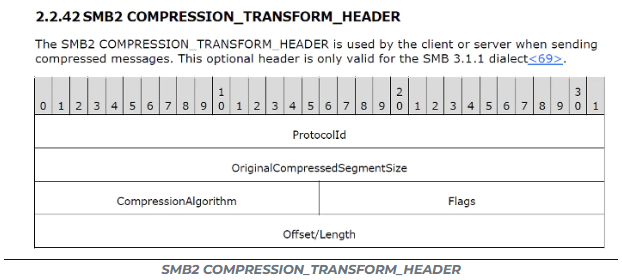 2.2.42 SMB2 COMPRESSION_TRANSFORM_HEADER
The SMB2 COMPRESSION_TRANSFORM_HEADER is used by the client or server when sending
compressed messages. This optional header is only valid for the SMB 3.1.1 dialect<69>.
1 2 3
0 1 2 3 4 5 6 7 8 9 0 1 2 3 4 5 6 7 8 9 0 1 2 3 4 5 6 7 8 9 0 1
ProtocolId
OriginalCompressedSegmentSize
CompressionAlgorithm Flags
Offset/Length
SMB2 COMPRESSION_TRANSFORM_HEADER